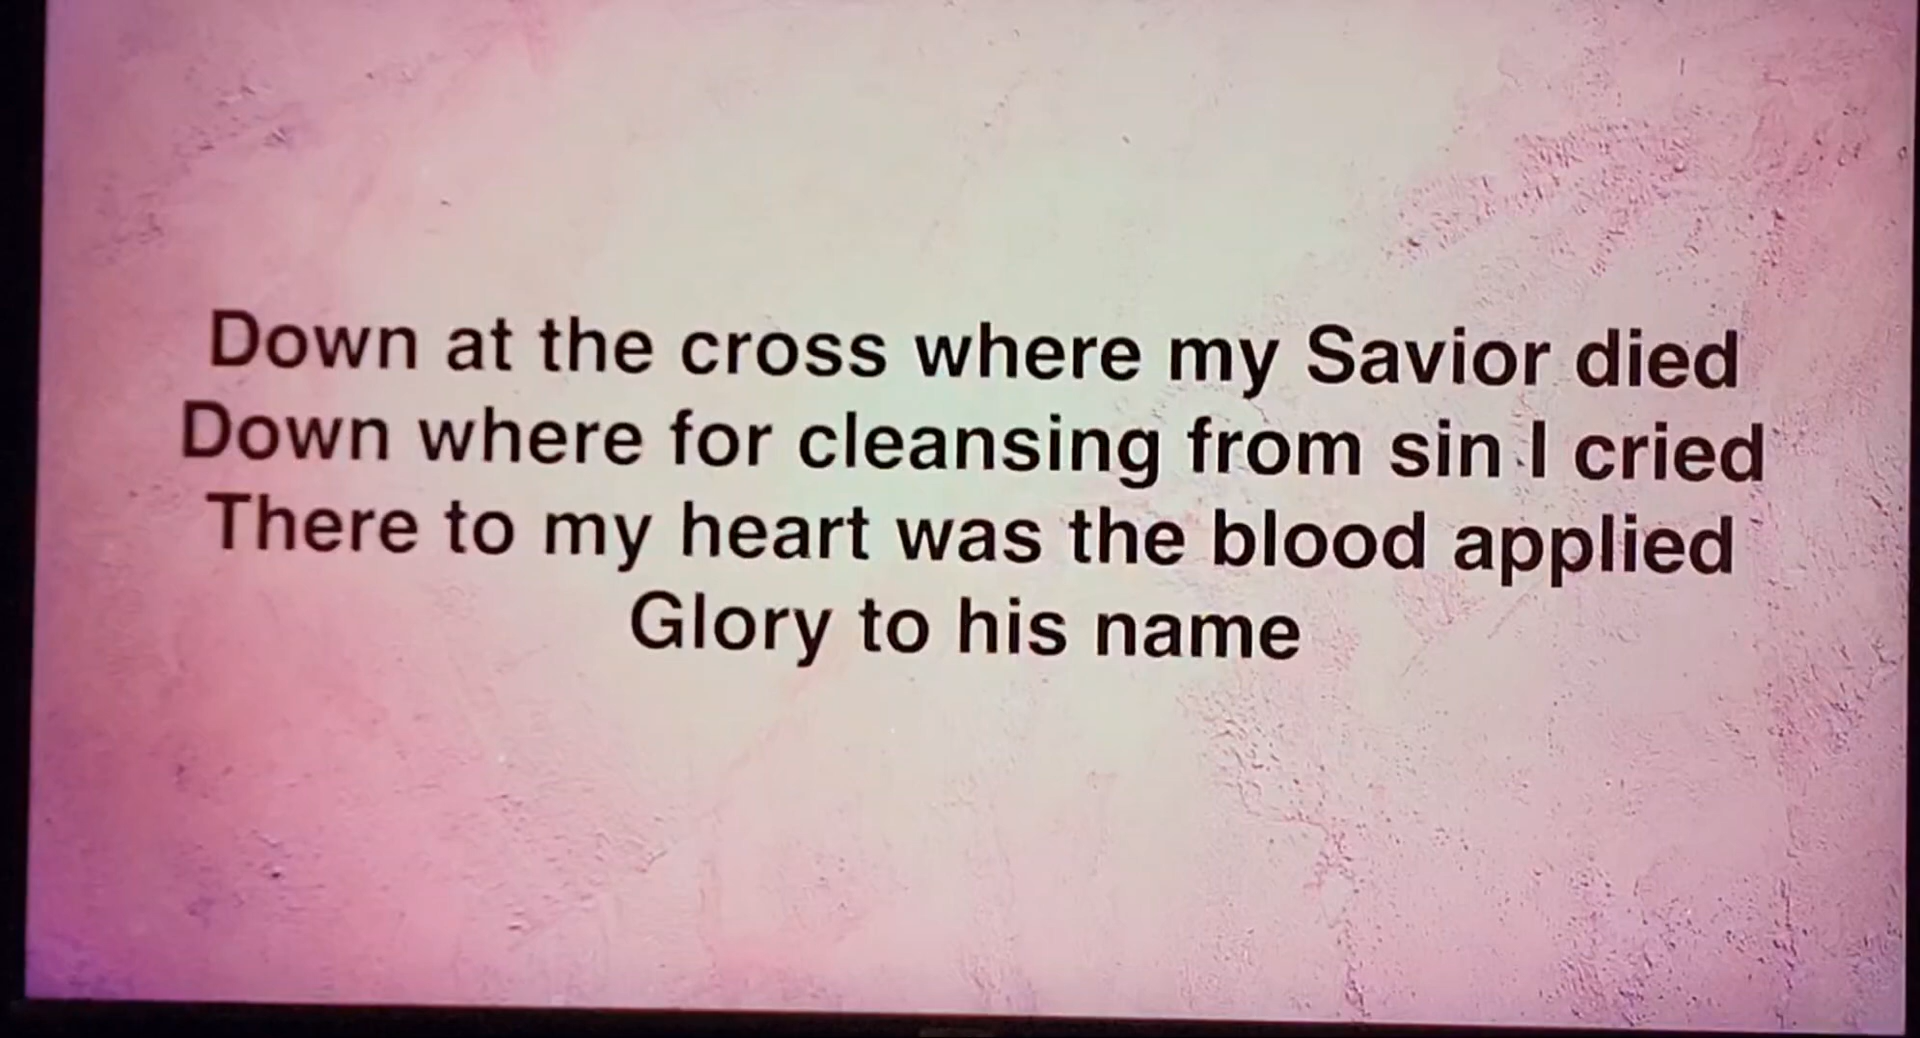 Down at the cross where my Savior died
Down where for cleansing from sin I cried
There to my heart was the blood applied
Glory to his name